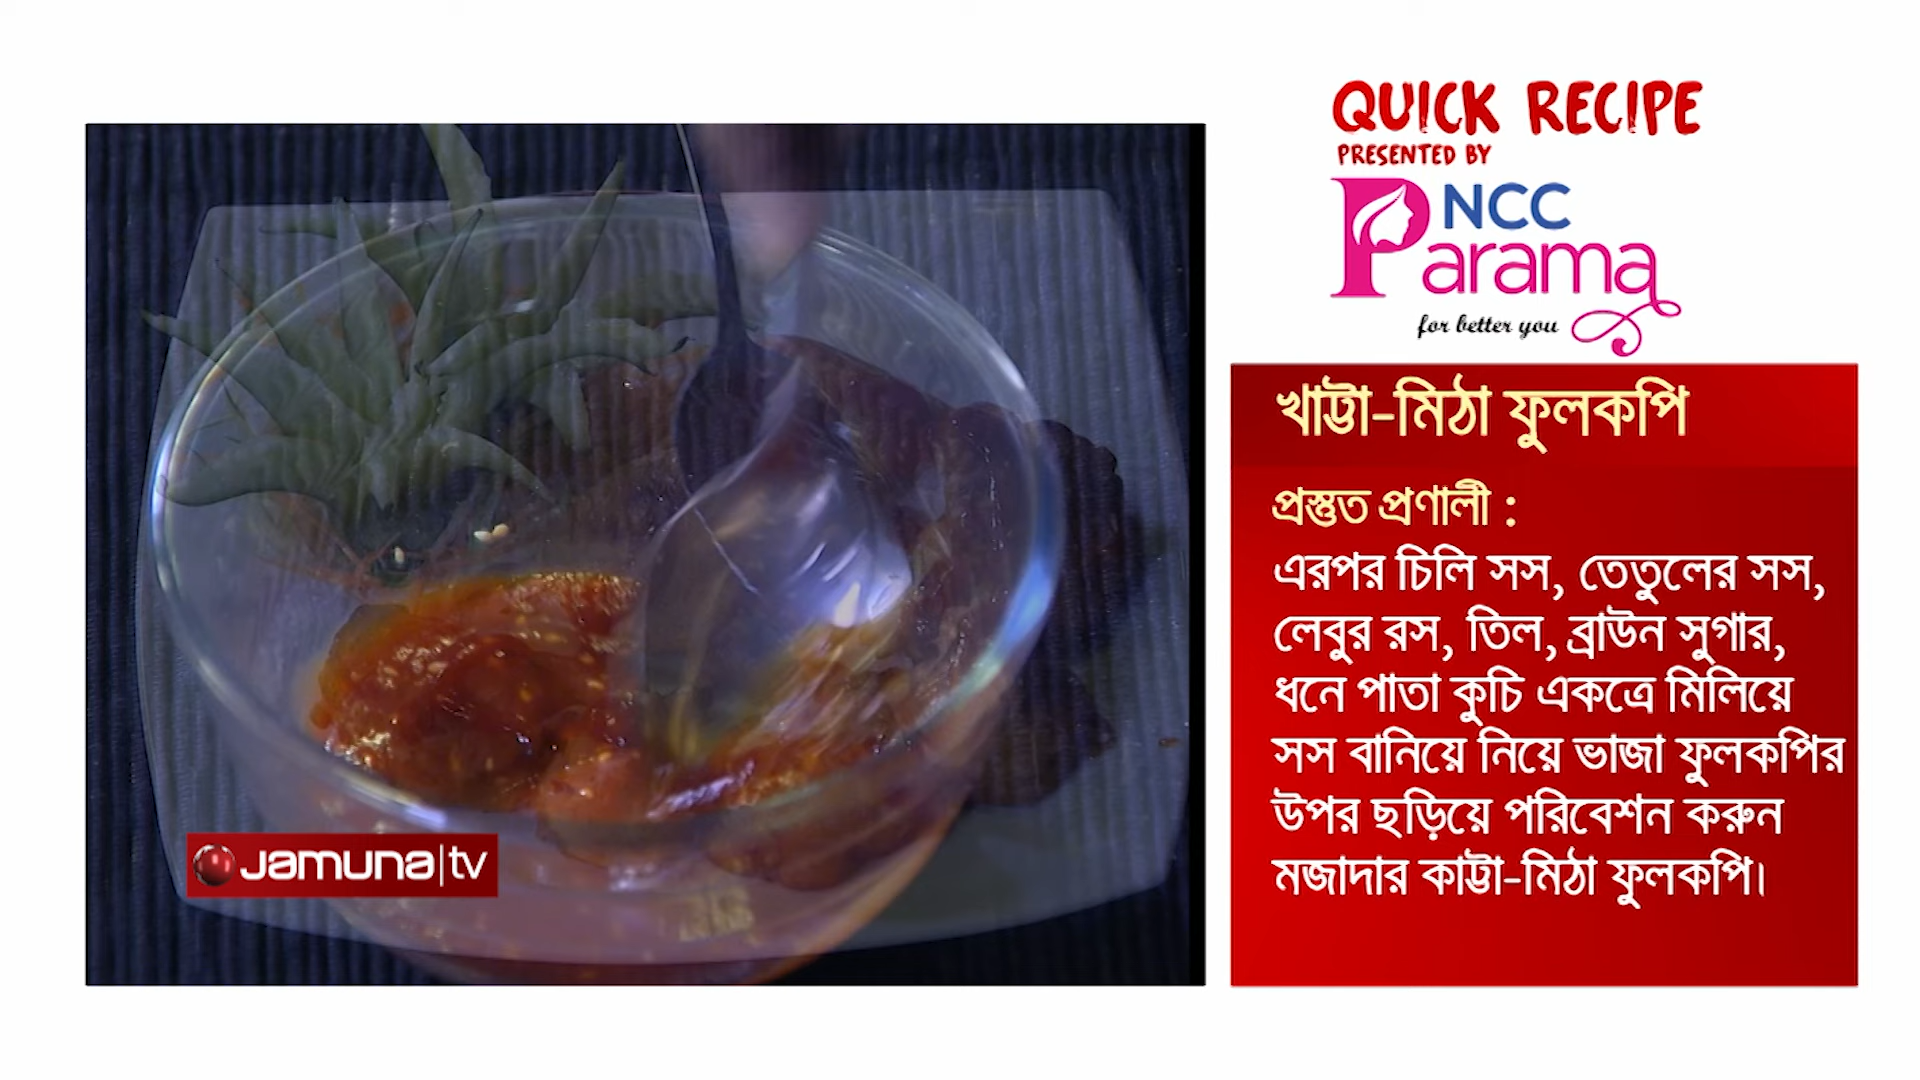 QUICK RECIPE
PRESENTED BY
NCC
Parama
for better you
খাট্টা-মিঠা ফুলকপি
প্রস্তুত প্রণালী :
এরপর চিলি সস, তেতুলের সস,
লেবুর রস, তিল, ব্রাউন সুগার,
ধনে পাতা কুচি একত্রে মিলিয়ে
সস বানিয়ে নিয়ে ভাজা ফুলকপির
উপর ছড়িয়ে পরিবেশন করুন
মজাদার কাট্টা-মিঠা ফুলকপি।
Jamuna|tv